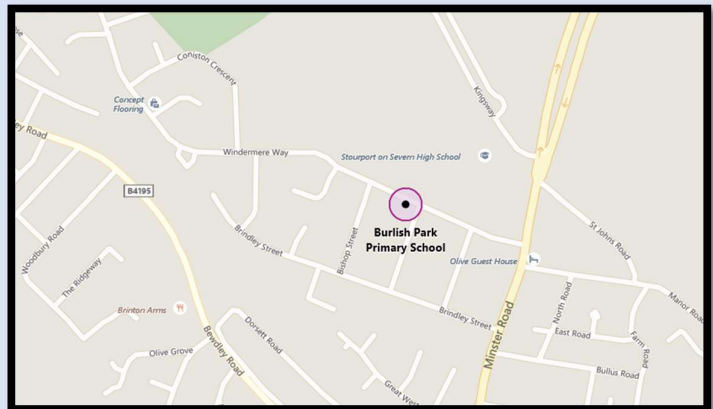 Coniston Crescent
Concept
Flooring
Kingsway
ey Road
Windermere Way
Stourport on Severn High School
B4195
Burlish Park
Primary School
Woodbury Road
Brindley Street
Bishop Street
St Johns Road
The Ridgeway
Olive Guest House
Manor Road
Brinton Arms
Bewdley Road
Dorsett Road
Brindley Street
Minster Road
North Road
East Road
Farm Road
Olive Grove
Great West
Bullus Road